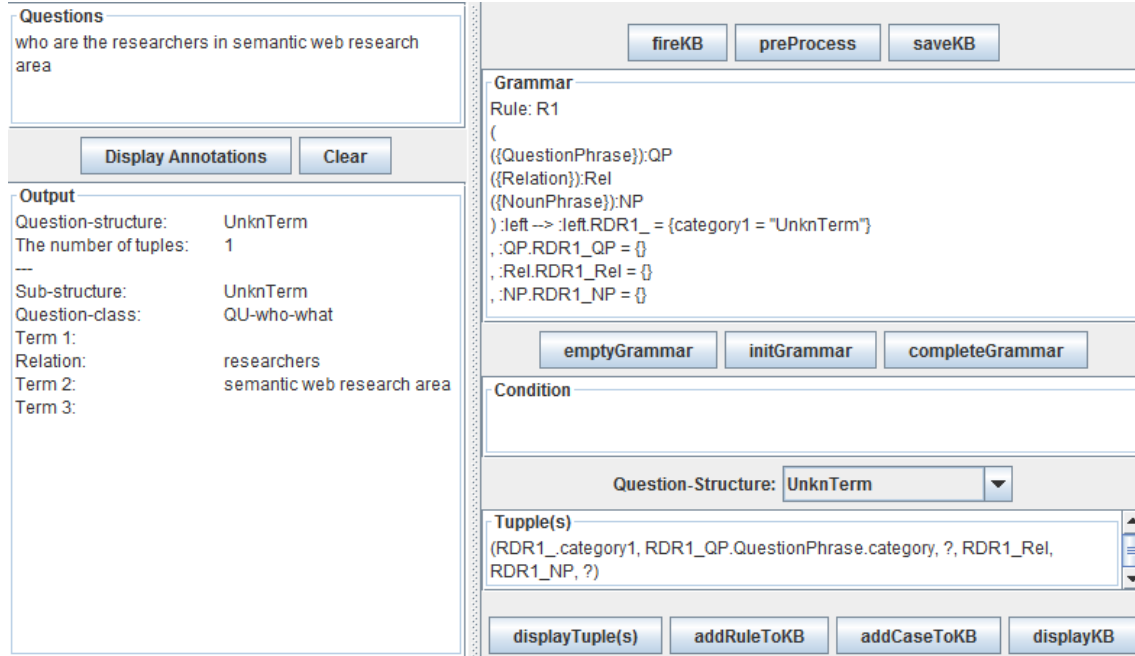 Questions
who are the researchers in semantic web research
area
Display Annotations Clear
Output
Question-structure: UnknTerm
The number of tuples: 1
---
Sub-structure: UnknTerm
Question-class: QU-who-what
Term 1:
Relation: researchers
Term 2: semantic web research area
Term 3:
fireKB preProcess saveKB
Grammar
Rule: R1
(
({QuestionPhrase}):QP
({Relation}):Rel
({NounPhrase}):NP
) :left --> :left.RDR1_ = {category1 = "UnknTerm"}
, :QP.RDR1_QP = {}
, :Rel.RDR1_Rel = {}
, :NP.RDR1_NP = {}
emptyGrammar initGrammar completeGrammar
Condition
Question-Structure: UnknTerm
Tupple(s)
(RDR1_.category1, RDR1_QP.QuestionPhrase.category, ?, RDR1_Rel,
RDR1_NP, ?)
displayTuple(s) addRuleToKB addCaseToKB displayKB